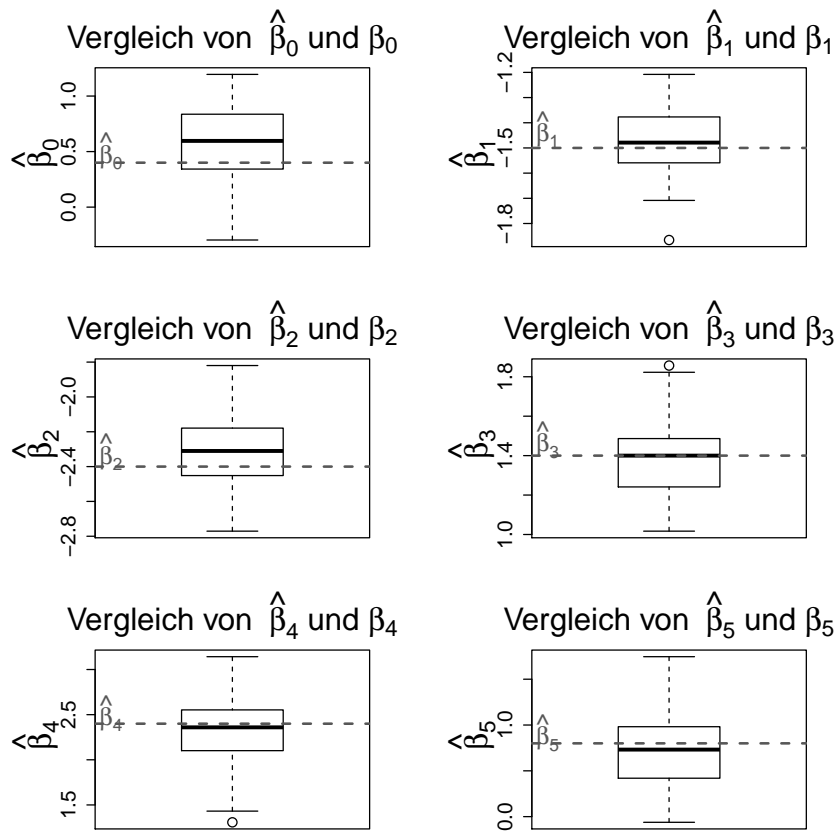 Vergleich von β̂₀ und β₀
β̂₀
0.0
0.5
1.0
β̂₀
Vergleich von β̂₁ und β₁
β̂₁
−1.8
−1.5
−1.2
β̂₁
Vergleich von β̂₂ und β₂
β̂₂
−2.8
−2.4
−2.0
β̂₂
Vergleich von β̂₃ und β₃
β̂₃
1.0
1.4
1.8
β̂₃
Vergleich von β̂₄ und β₄
β̂₄
1.5
2.5
β̂₄
Vergleich von β̂₅ und β₅
β̂₅
0.0
1.0
β̂₅